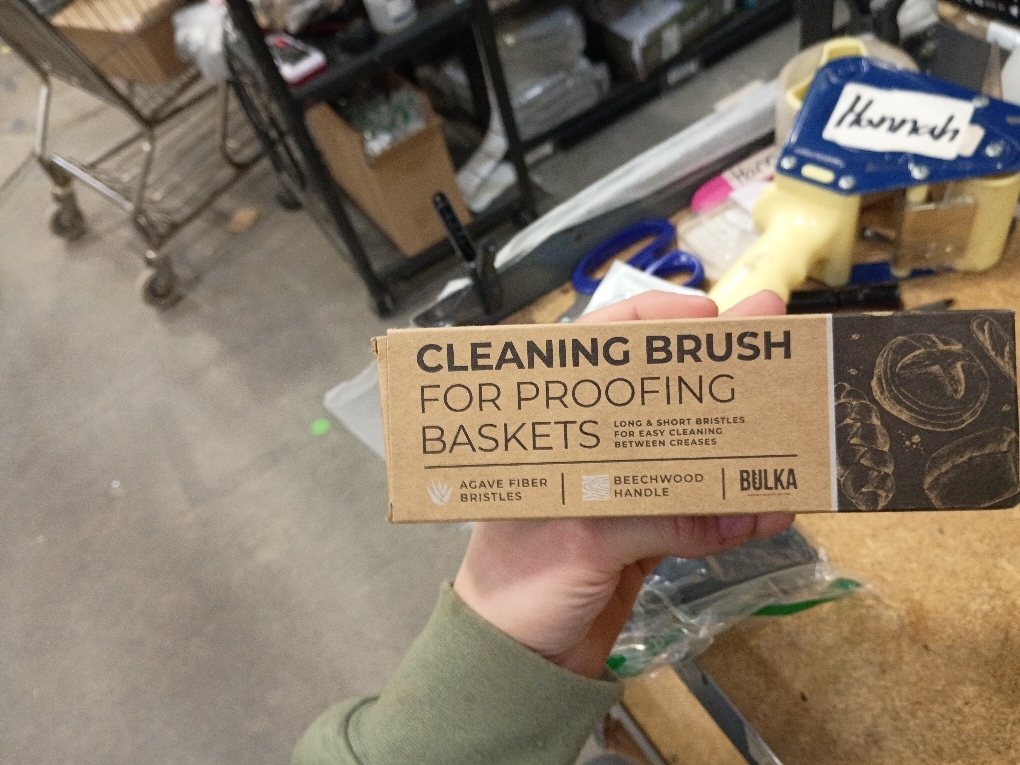 Hannah
CLEANING BRUSH
FOR PROOFING
BASKETS
LONG & SHORT BRISTLES
FOR EASY CLEANING
BETWEEN CREASES
AGAVE FIBER
BRISTLES
BEECHWOOD
HANDLE
BULKA